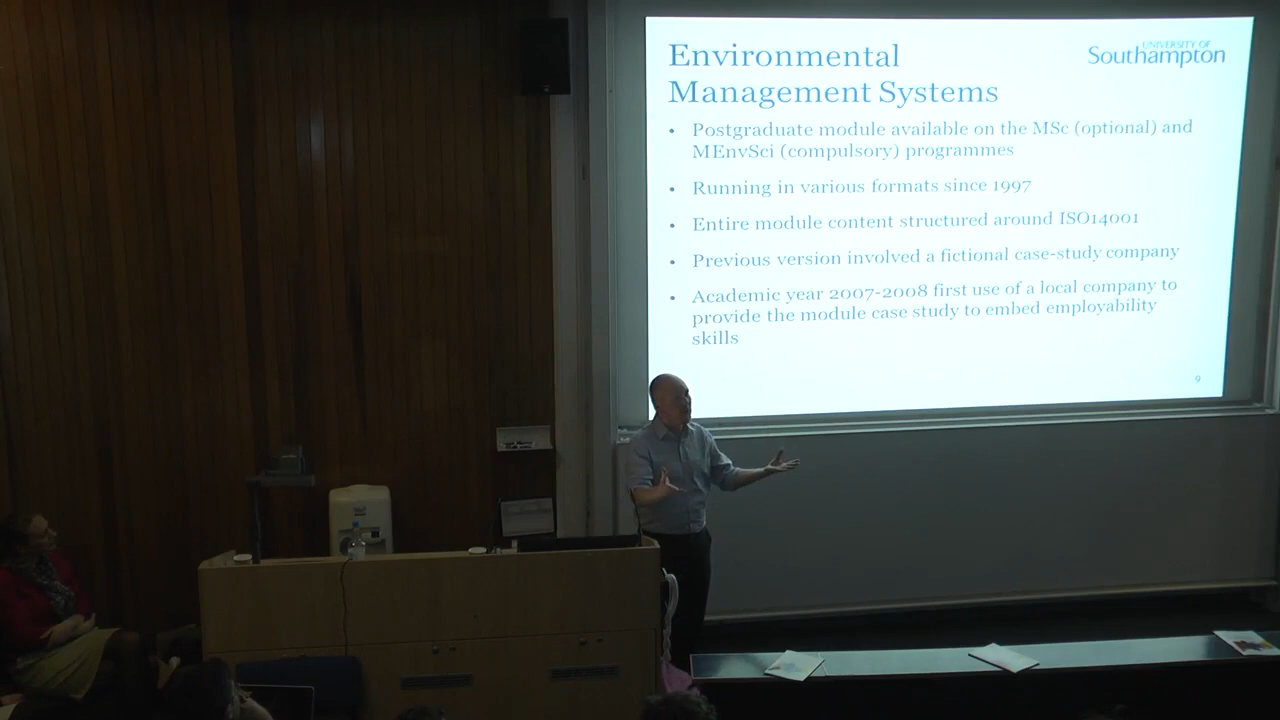 Environmental
Management Systems
UNIVERSITY OF
Southampton
• Postgraduate module available on the MSc (optional) and
MEnvSci (compulsory) programmes
• Running in various formats since 1997
• Entire module content structured around ISO14001
• Previous version involved a fictional case-study company
• Academic year 2007-2008 first use of a local company to
provide the module case study to embed employability
skills
9